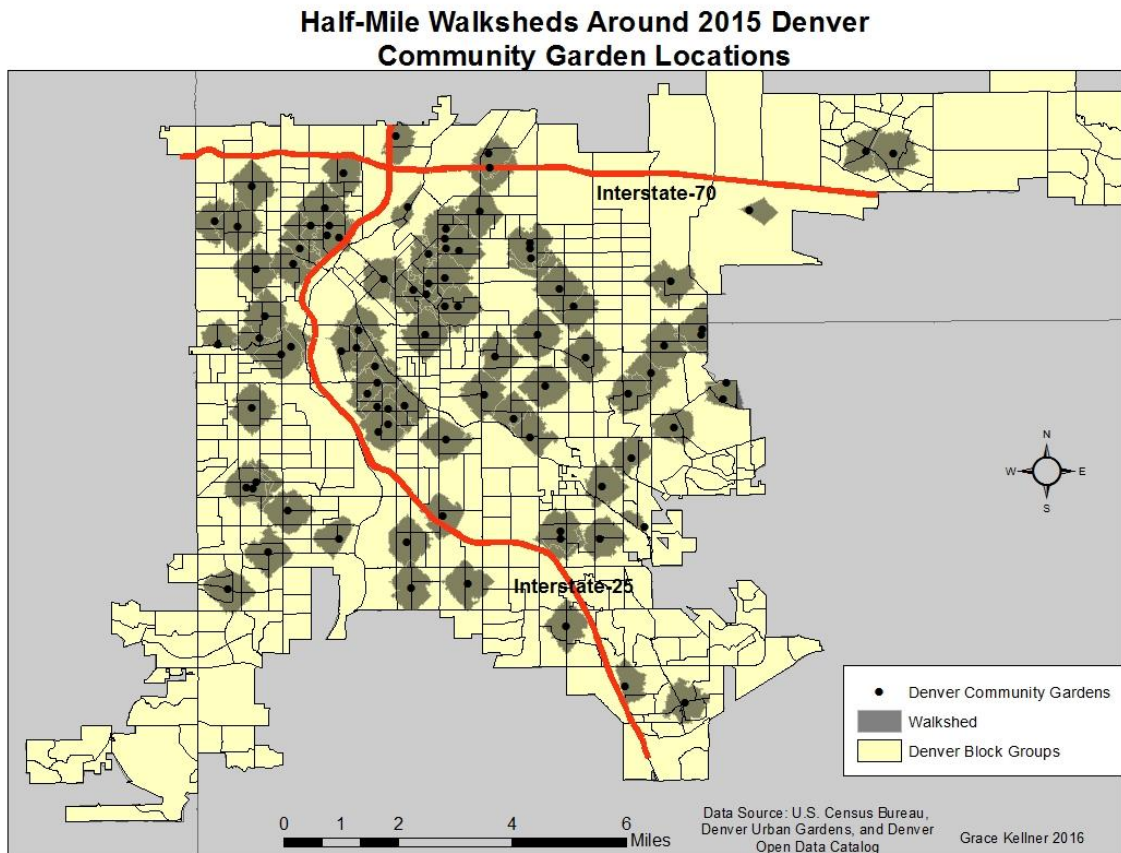 Half-Mile Walksheds Around 2015 Denver
Community Garden Locations
Interstate-70
N
W
E
S
Interstate-25
Denver Community Gardens
Walkshed
Denver Block Groups
0 1 2 4 6
Miles
Data Source: U.S. Census Bureau,
Denver Urban Gardens, and Denver
Open Data Catalog
Grace Kellner 2016